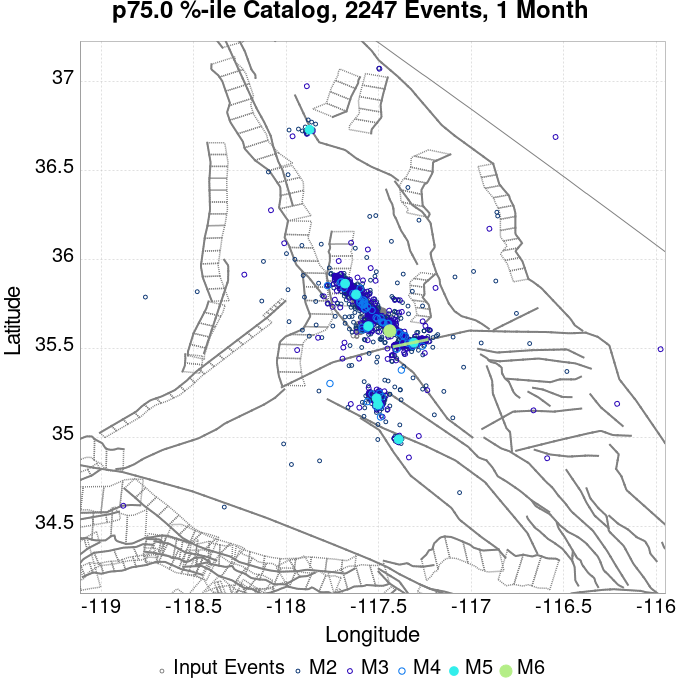 p75.0 %-ile Catalog, 2247 Events, 1 Month
Latitude
37
36.5
36
35.5
35
34.5
-119 -118.5 -118 -117.5 -117 -116.5 -116
Longitude
Input Events M2 M3 M4 M5 M6